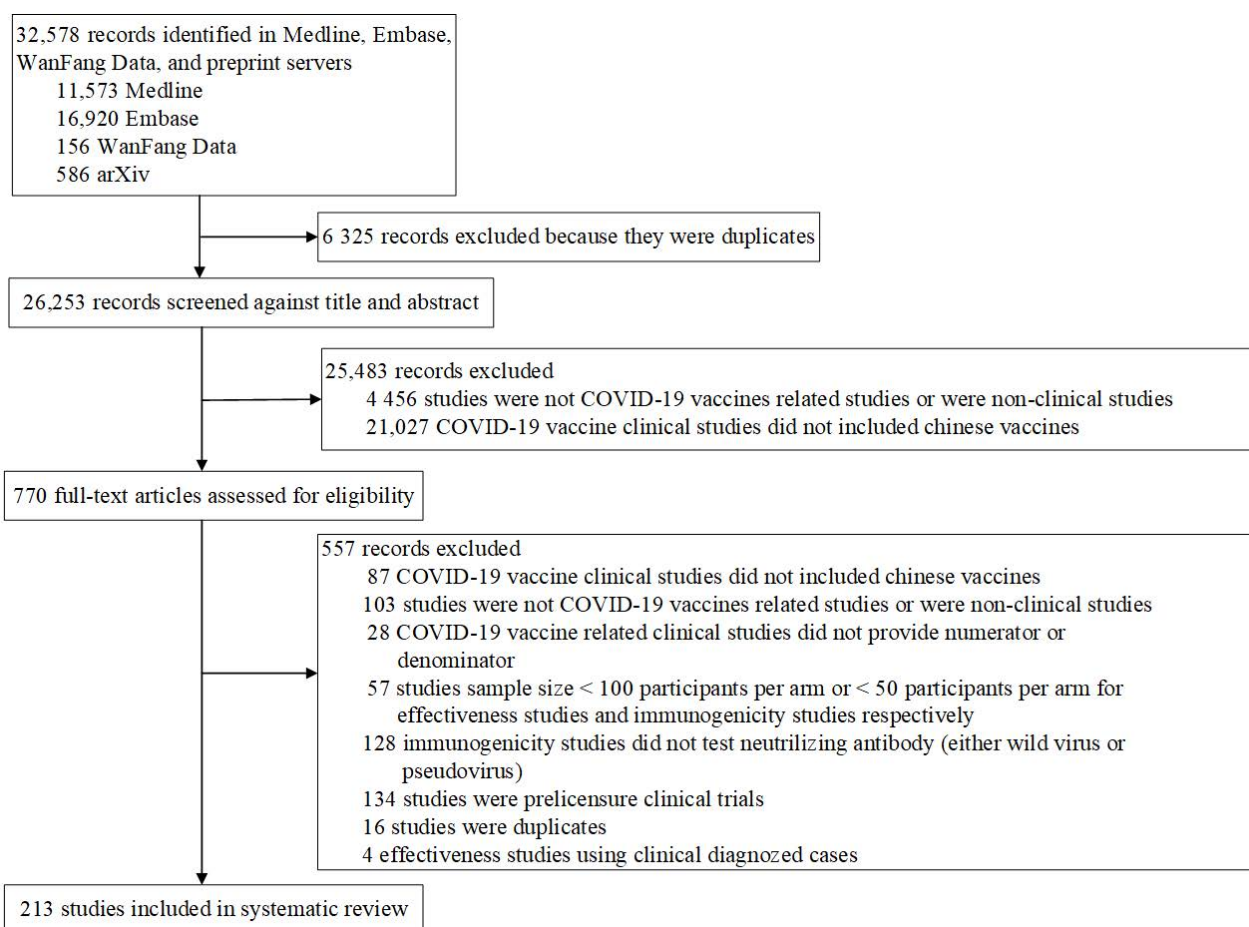 32,578 records identified in Medline, Embase,
WanFang Data, and preprint servers
11,573 Medline
16,920 Embase
156 WanFang Data
586 arXiv
6 325 records excluded because they were duplicates
26,253 records screened against title and abstract
25,483 records excluded
4 456 studies were not COVID-19 vaccines related studies or were non-clinical studies
21,027 COVID-19 vaccine clinical studies did not included chinese vaccines
770 full-text articles assessed for eligibility
557 records excluded
87 COVID-19 vaccine clinical studies did not included chinese vaccines
103 studies were not COVID-19 vaccines related studies or were non-clinical studies
28 COVID-19 vaccine related clinical studies did not provide numerator or
denominator
57 studies sample size < 100 participants per arm or < 50 participants per arm for
effectiveness studies and immunogenicity studies respectively
128 immunogenicity studies did not test neutrilizing antibody (either wild virus or
pseudovirus)
134 studies were prelicensure clinical trials
16 studies were duplicates
4 effectiveness studies using clinical diagnozed cases
213 studies included in systematic review